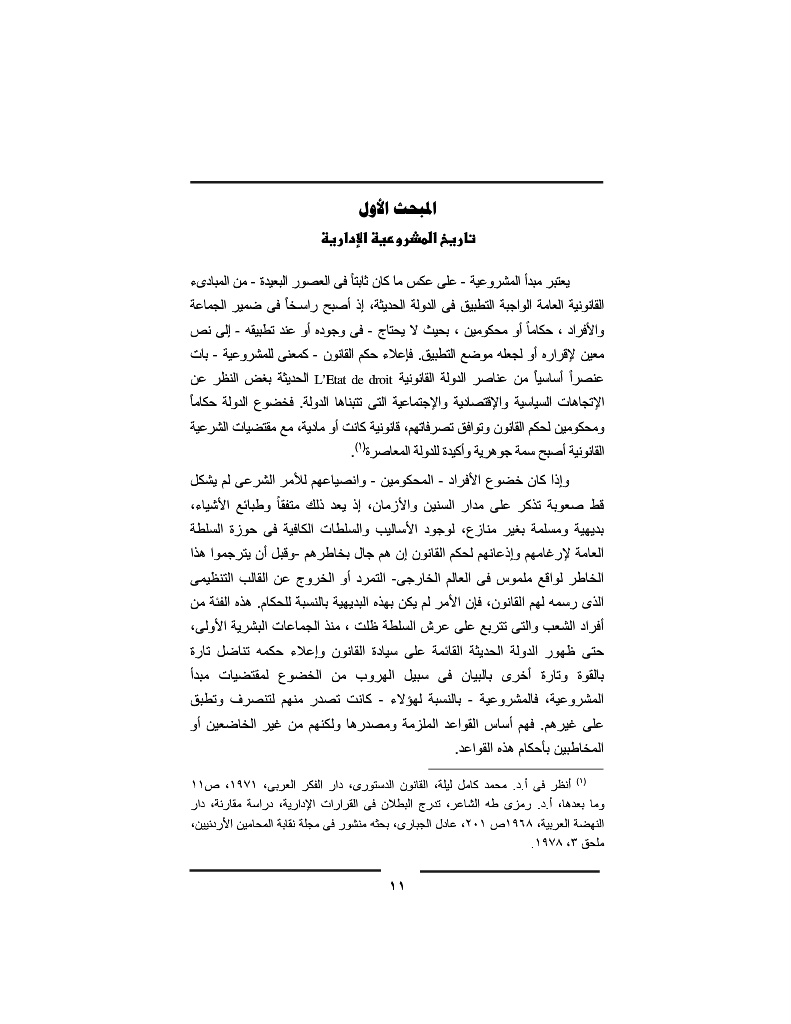 المبحث الأول
تاريخ المشروعية الإدارية
يعتبر مبدأ المشروعية - على عكس ما كان ثابتاً فى العصور البعيدة - من المبادىء
القانونية العامة الواجبة التطبيق فى الدولة الحديثة، إذ أصبح راسخاً فى ضمير الجماعة
والأفراد ، حكاماً أو محكومين ، بحيث لا يحتاج - فى وجوده أو عند تطبيقه - إلى نص
معين لإقراره أو لجعله موضع التطبيق. فإعلاء حكم القانون - كمعنى للمشروعية - بات
عنصراً أساسياً من عناصر الدولة القانونية L'Etat de droit الحديثة بغض النظر عن
الإتجاهات السياسية والإقتصادية والإجتماعية التى تتبناها الدولة. فخضوع الدولة حكاماً
ومحكومين لحكم القانون وتوافق تصرفاتهم، قانونية كانت أو مادية، مع مقتضيات الشرعية
القانونية أصبح سمة جوهرية وأكيدة للدولة المعاصرة(١).
وإذا كان خضوع الأفراد - المحكومين - وانصياعهم للأمر الشرعى لم يشكل
قط صعوبة تذكر على مدار السنين والأزمان، إذ يعد ذلك متفقاً وطبائع الأشياء،
بديهية ومسلمة بغير منازع، لوجود الأساليب والسلطات الكافية فى حوزة السلطة
العامة لإرغامهم وإذعانهم لحكم القانون إن هم جال بخاطرهم -وقبل أن يترجموا هذا
الخاطر لواقع ملموس فى العالم الخارجى- التمرد أو الخروج عن القالب التنظيمى
الذى رسمه لهم القانون، فإن الأمر لم يكن بهذه البديهية بالنسبة للحكام. هذه الفئة من
أفراد الشعب والتى تتربع على عرش السلطة ظلت ، منذ الجماعات البشرية الأولى،
حتى ظهور الدولة الحديثة القائمة على سيادة القانون وإعلاء حكمه تناضل تارة
بالقوة وتارة أخرى بالبيان فى سبيل الهروب من الخضوع لمقتضيات مبدأ
المشروعية، فالمشروعية - بالنسبة لهؤلاء - كانت تصدر منهم لتنصرف وتطبق
على غيرهم. فهم أساس القواعد الملزمة ومصدرها ولكنهم من غير الخاضعين أو
المخاطبين بأحكام هذه القواعد.
(١) أنظر فى أ.د. محمد كامل ليلة، القانون الدستورى، دار الفكر العربى، ١٩٧١، ص١١
وما بعدها، أ.د. رمزى طه الشاعر، تدرج البطلان فى القرارات الإدارية، دراسة مقارنة، دار
النهضة العربية، ١٩٦٨ص ٢٠١، عادل الجبارى، بحثه منشور فى مجلة نقابة المحامين الأردنيين،
ملحق ٣، ١٩٧٨.
١١